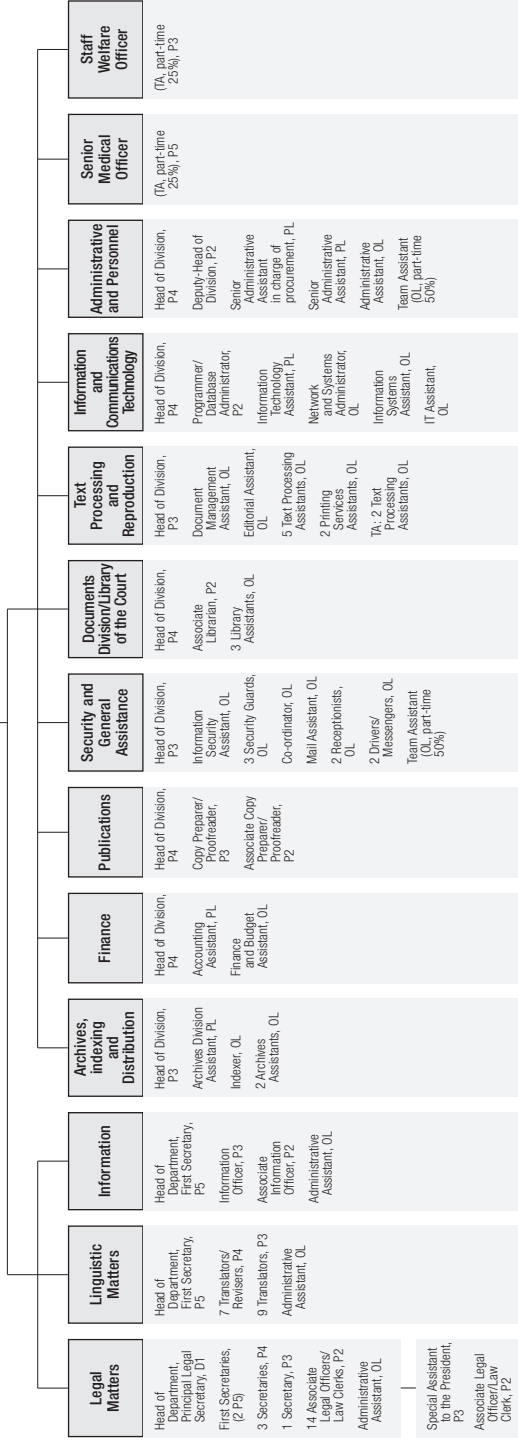 Legal
Matters
Head of
Department,
Principal Legal
Secretary, D1
First Secretaries,
(2 P5)
3 Secretaries, P4
1 Secretary, P3
14 Associate
Legal Officers/
Law Clerks, P2
Administrative
Assistant, OL
Special Assistant
to the President,
P3
Associate Legal
Officer/Law
Clerk, P2
Linguistic
Matters
Head of
Department,
First Secretary,
P5
7 Translators/
Revisers, P4
9 Translators, P3
Administrative
Assistant, OL
Information
Head of
Department,
First Secretary,
P5
Information
Officer, P3
Associate
Information
Officer, P2
Administrative
Assistant, OL
Archives,
indexing
and
Distribution
Head of Division,
P3
Archives Division
Assistant, PL
Indexer, OL
2 Archives
Assistants, OL
Finance
Head of Division,
P4
Accounting
Assistant, PL
Finance
and Budget
Assistant, OL
Publications
Head of Division,
P4
Copy Preparer/
Proofreader,
P3
Associate Copy
Preparer/
Proofreader,
P2
Security and
General
Assistance
Head of Division,
P3
Information
Security
Assistant, OL
3 Security Guards,
OL
Co-ordinator, OL
Mail Assistant, OL
2 Receptionists,
OL
2 Drivers/
Messengers, OL
Team Assistant
(OL, part-time
50%)
Documents
Division/Library
of the Court
Head of Division,
P4
Associate
Librarian, P2
3 Library
Assistants, OL
Text
Processing
and
Reproduction
Head of Division,
P3
Document
Management
Assistant, OL
Editorial Assistant,
OL
5 Text Processing
Assistants, OL
2 Printing
Services
Assistants, OL
TA: 2 Text
Processing
Assistants, OL
Information
and
Communications
Technology
Head of Division,
P4
Programmer/
Database
Administrator,
P2
Information
Technology
Assistant, PL
Network
and Systems
Administrator,
OL
Information
Systems
Assistant, OL
IT Assistant,
OL
Administrative
and Personnel
Head of Division,
P4
Deputy-Head of
Division, P2
Senior
Administrative
Assistant
in charge of
procurement, PL
Senior
Administrative
Assistant, PL
Administrative
Assistant, OL
Team Assistant
(OL, part-time
50%)
Senior
Medical
Officer
(TA, part-time
25%), P5
Staff
Welfare
Officer
(TA, part-time
25%), P3